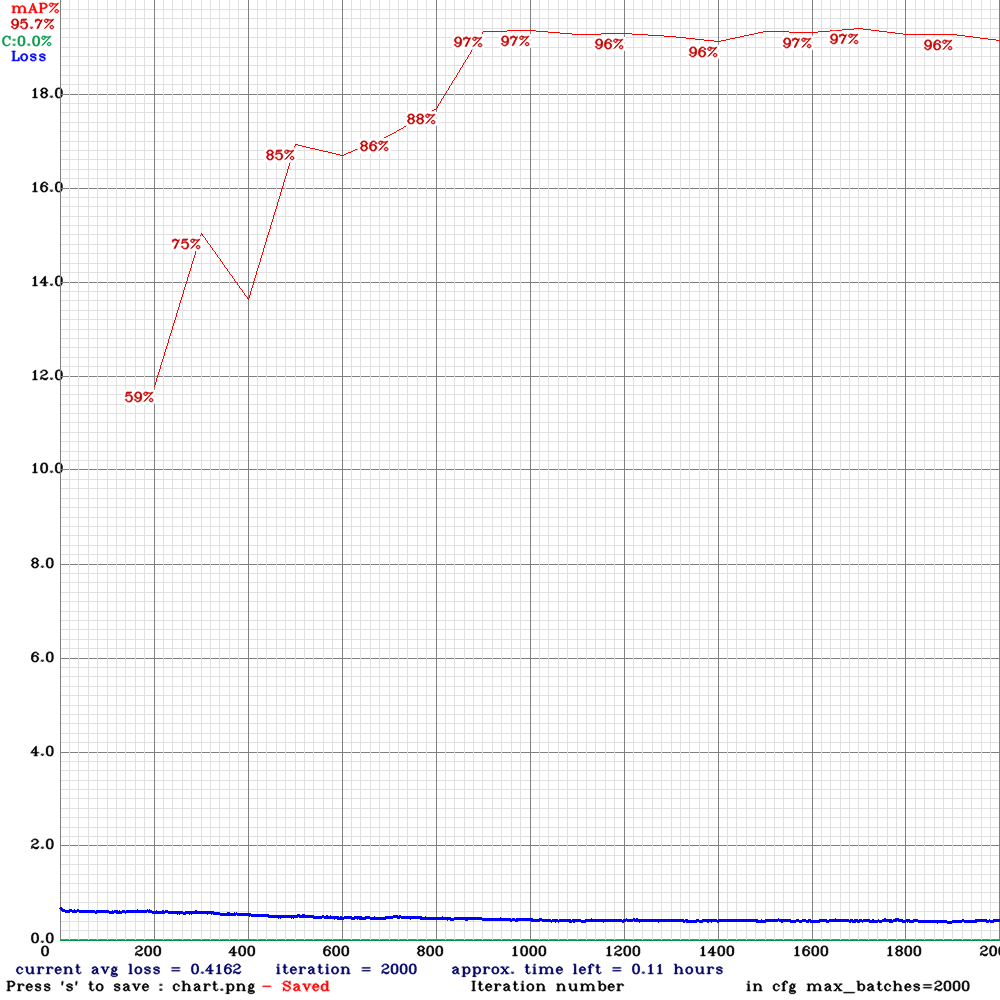 mAP%
95.7%
C:0.0%
Loss
97% 97% 96% 96% 97% 97% 96%
18.0
88%
86%
85%
16.0
75%
14.0
12.0
59%
10.0
8.0
6.0
4.0
2.0
0.0
0 200 400 600 800 1000 1200 1400 1600 1800 200
current avg loss = 0.4162 iteration = 2000 approx. time left = 0.11 hours
Press 's' to save : chart.png - Saved Iteration number in cfg max_batches=2000